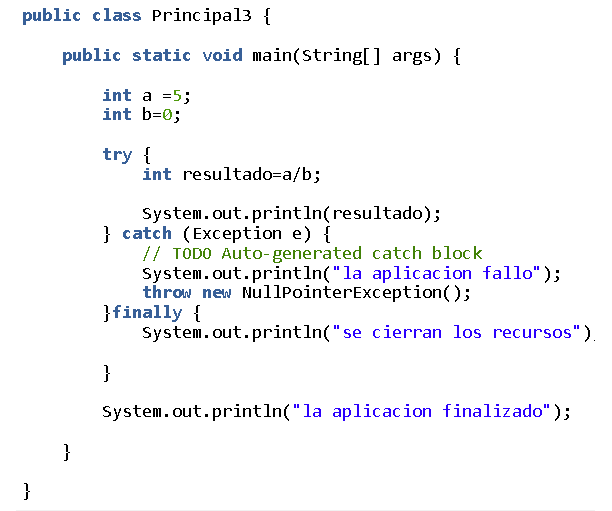 public class Principal3 {
public static void main(String[] args) {
int a =5;
int b=0;
try {
int resultado=a/b;
System.out.println(resultado);
} catch (Exception e) {
// TODO Auto-generated catch block
System.out.println("la aplicacion fallo");
throw new NullPointerException();
}finally {
System.out.println("se cierran los recursos")
}
System.out.println("la aplicacion finalizado");
}
}